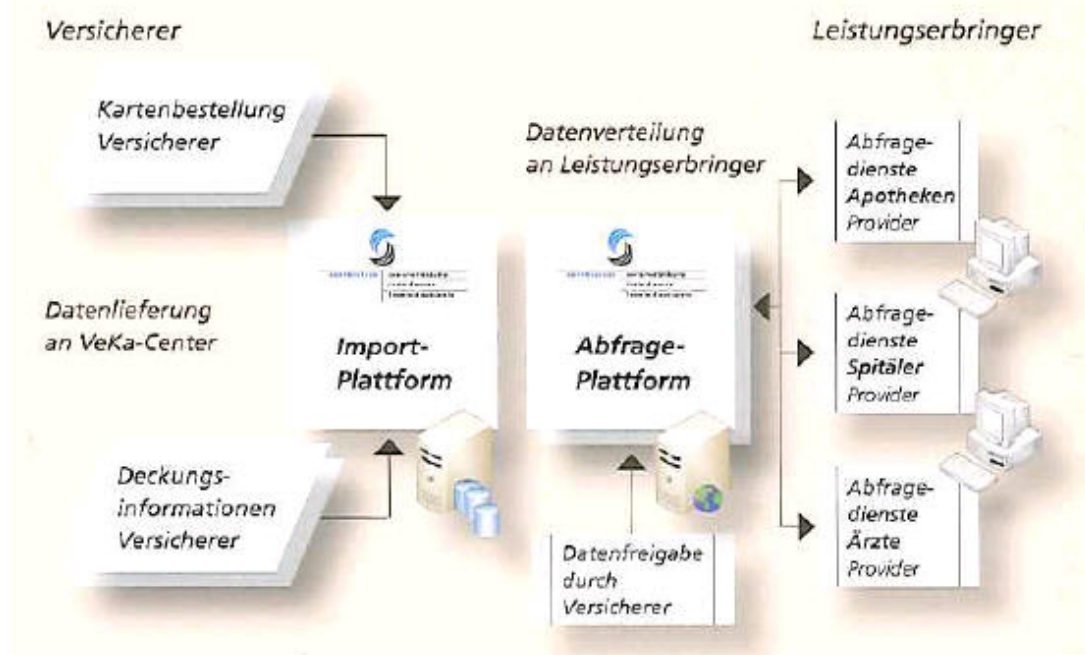 Versicherer
Leistungserbringer
Kartenbestellung
Versicherer
Datenverteilung
an Leistungserbringer
Abfrage-
dienste
Apotheken
Provider
Datenlieferung
an VeKa-Center
Import-
Plattform
Abfrage-
Plattform
Abfrage-
dienste
Spitäler
Provider
Deckungs-
informationen
Versicherer
Datenfreigabe
durch
Versicherer
Abfrage-
dienste
Ärzte
Provider